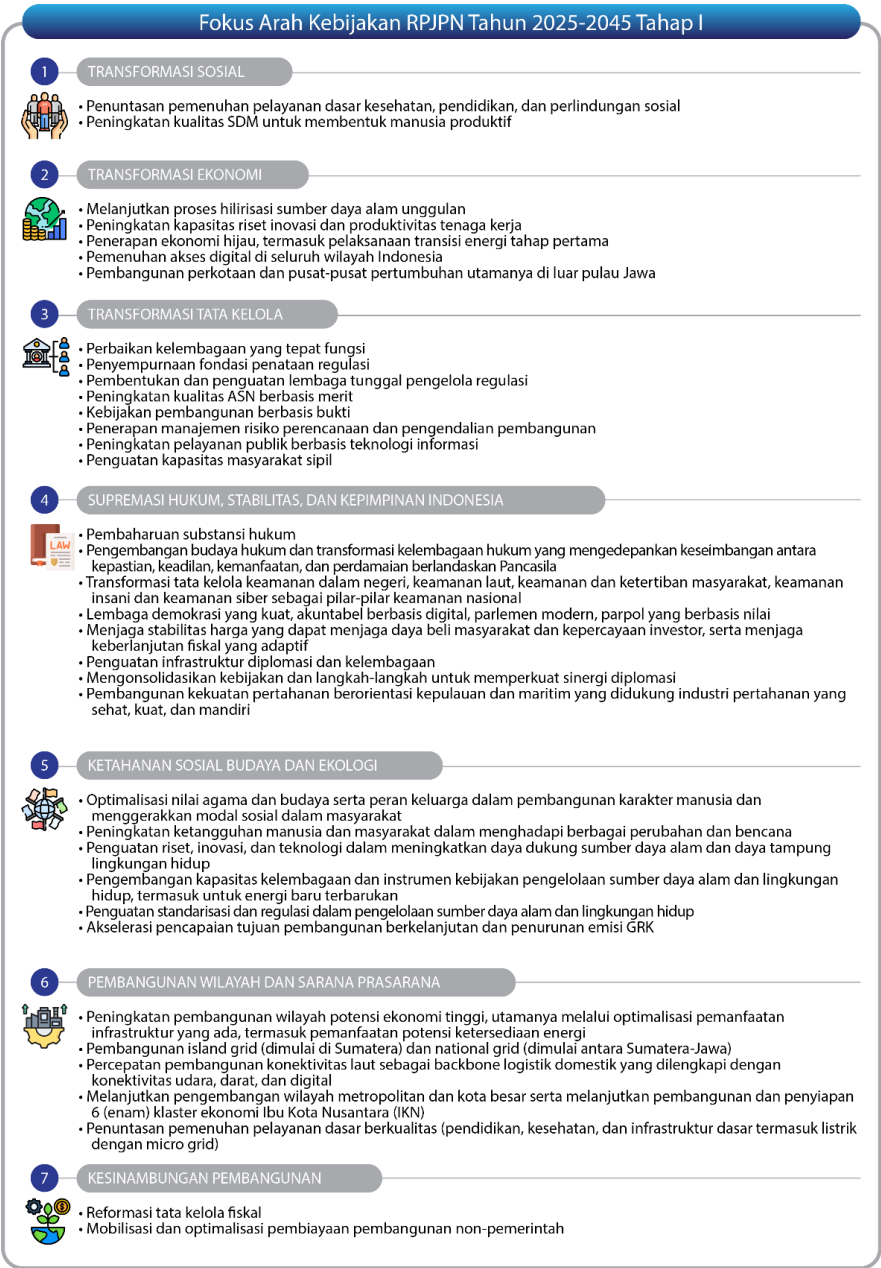 Fokus Arah Kebijakan RPJPN Tahun 2025-2045 Tahap I
1 TRANSFORMASI SOSIAL
• Penuntasan pemenuhan pelayanan dasar kesehatan, pendidikan, dan perlindungan sosial
• Peningkatan kualitas SDM untuk membentuk manusia produktif
2 TRANSFORMASI EKONOMI
• Melanjutkan proses hilirisasi sumber daya alam unggulan
• Peningkatan kapasitas riset inovasi dan produktivitas tenaga kerja
• Penerapan ekonomi hijau, termasuk pelaksanaan transisi energi tahap pertama
• Pemenuhan akses digital di seluruh wilayah Indonesia
• Pembangunan perkotaan dan pusat-pusat pertumbuhan utamanya di luar pulau Jawa
3 TRANSFORMASI TATA KELOLA
• Perbaikan kelembagaan yang tepat fungsi
• Penyempurnaan fondasi penataan regulasi
• Pembentukan dan penguatan lembaga tunggal pengelola regulasi
• Peningkatan kualitas ASN berbasis merit
• Kebijakan pembangunan berbasis bukti
• Penerapan manajemen risiko perencanaan dan pengendalian pembangunan
• Peningkatan pelayanan publik berbasis teknologi informasi
• Penguatan kapasitas masyarakat sipil
4 SUPREMASI HUKUM, STABILITAS, DAN KEPIMPINAN INDONESIA
LAW
• Pembaharuan substansi hukum
• Pengembangan budaya hukum dan transformasi kelembagaan hukum yang mengedepankan keseimbangan antara
kepastian, keadilan, kemanfaatan, dan perdamaian berlandaskan Pancasila
• Transformasi tata kelola keamanan dalam negeri, keamanan laut, keamanan dan ketertiban masyarakat, keamanan
insani dan keamanan siber sebagai pilar-pilar keamanan nasional
• Lembaga demokrasi yang kuat, akuntabel berbasis digital, parlemen modern, parpol yang berbasis nilai
• Menjaga stabilitas harga yang dapat menjaga daya beli masyarakat dan kepercayaan investor, serta menjaga
keberlanjutan fiskal yang adaptif
• Penguatan infrastruktur diplomasi dan kelembagaan
• Mengonsolidasikan kebijakan dan langkah-langkah untuk memperkuat sinergi diplomasi
• Pembangunan kekuatan pertahanan berorientasi kepulauan dan maritim yang didukung industri pertahanan yang
sehat, kuat, dan mandiri
5 KETAHANAN SOSIAL BUDAYA DAN EKOLOGI
• Optimalisasi nilai agama dan budaya serta peran keluarga dalam pembangunan karakter manusia dan
menggerakkan modal sosial dalam masyarakat
• Peningkatan ketangguhan manusia dan masyarakat dalam menghadapi berbagai perubahan dan bencana
• Penguatan riset, inovasi, dan teknologi dalam meningkatkan daya dukung sumber daya alam dan daya tampung
lingkungan hidup
• Pengembangan kapasitas kelembagaan dan instrumen kebijakan pengelolaan sumber daya alam dan lingkungan
hidup, termasuk untuk energi baru terbarukan
• Penguatan standarisasi dan regulasi dalam pengelolaan sumber daya alam dan lingkungan hidup
• Akselerasi pencapaian tujuan pembangunan berkelanjutan dan penurunan emisi GRK
6 PEMBANGUNAN WILAYAH DAN SARANA PRASARANA
• Peningkatan pembangunan wilayah potensi ekonomi tinggi, utamanya melalui optimalisasi pemanfaatan
infrastruktur yang ada, termasuk pemanfaatan potensi ketersediaan energi
• Pembangunan island grid (dimulai di Sumatera) dan national grid (dimulai antara Sumatera-Jawa)
• Percepatan pembangunan konektivitas laut sebagai backbone logistik domestik yang dilengkapi dengan
konektivitas udara, darat, dan digital
• Melanjutkan pengembangan wilayah metropolitan dan kota besar serta melanjutkan pembangunan dan penyiapan
6 (enam) klaster ekonomi Ibu Kota Nusantara (IKN)
• Penuntasan pemenuhan pelayanan dasar berkualitas (pendidikan, kesehatan, dan infrastruktur dasar termasuk listrik
dengan micro grid)
7 KESINAMBUNGAN PEMBANGUNAN
• Reformasi tata kelola fiskal
• Mobilisasi dan optimalisasi pembiayaan pembangunan non-pemerintah